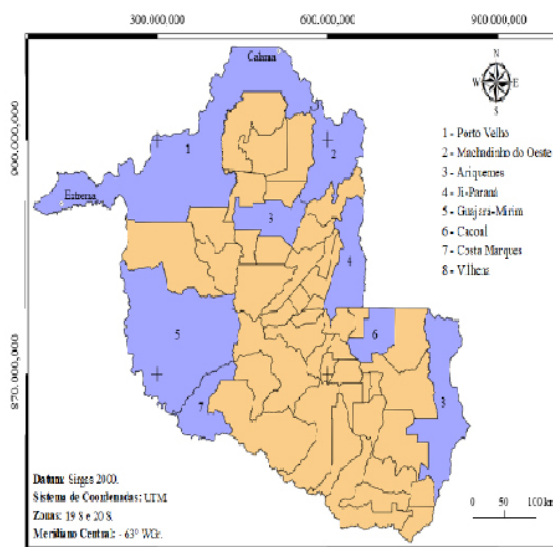 300.000,000
600.000,000
900.000,000
Calama
N
W
E
S
1 - Porto Velho
2 - Machadinho do Oeste
3 - Ariquemes
4 - Ji-Paraná
5 - Guajará-Mirim
6 - Cacoal
7 - Costa Marques
8 - Vilhena
1
2
Extrema
3
4
5
6
7
8
Datum: Sirgas 2000.
Sistema de Coordenadas: UTM
Zonas: 19 S e 20 S.
Meridiano Central: - 63° WGr.
0 50 100 km